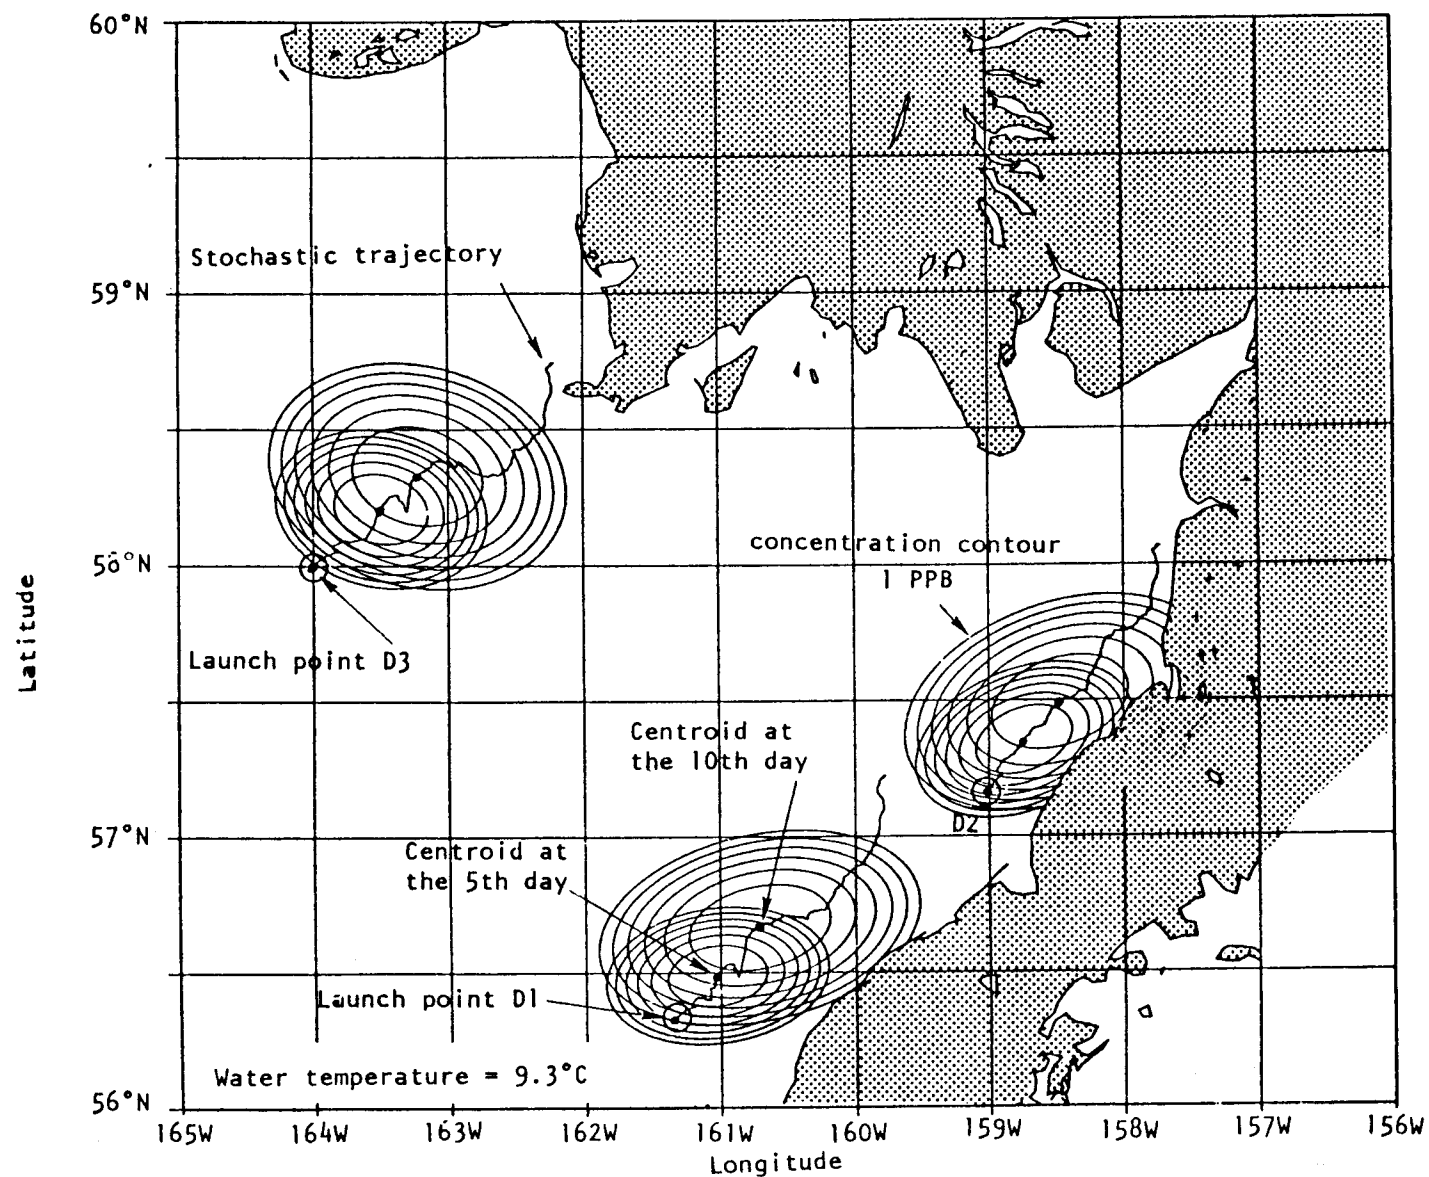 60°N
Stochastic trajectory
59°N
concentration contour
1 PPB
58°N
Launch point D3
Latitude
Centroid at
the 10th day
D2
57°N
Centroid at
the 5th day
Launch point D1
Water temperature = 9.3°C
56°N
165W 164W 163W 162W 161W 160W 159W 158W 157W 156W
Longitude